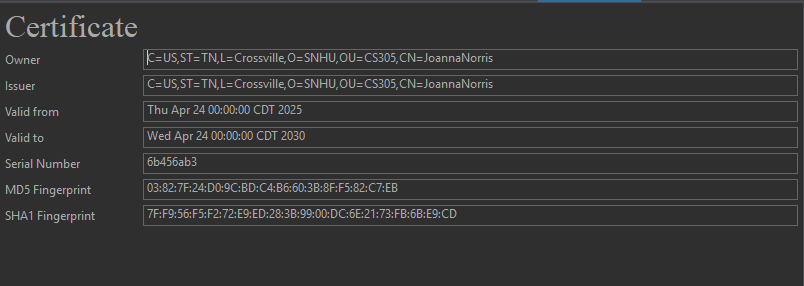 Certificate
Owner C=US,ST=TN,L=Crossville,O=SNHU,OU=CS305,CN=JoannaNorris
Issuer C=US,ST=TN,L=Crossville,O=SNHU,OU=CS305,CN=JoannaNorris
Valid from Thu Apr 24 00:00:00 CDT 2025
Valid to Wed Apr 24 00:00:00 CDT 2030
Serial Number 6b456ab3
MD5 Fingerprint 03:82:7F:24:D0:9C:BD:C4:B6:60:3B:8F:F5:82:C7:EB
SHA1 Fingerprint 7F:F9:56:F5:F2:72:E9:ED:28:3B:99:00:DC:6E:21:73:FB:6B:E9:CD